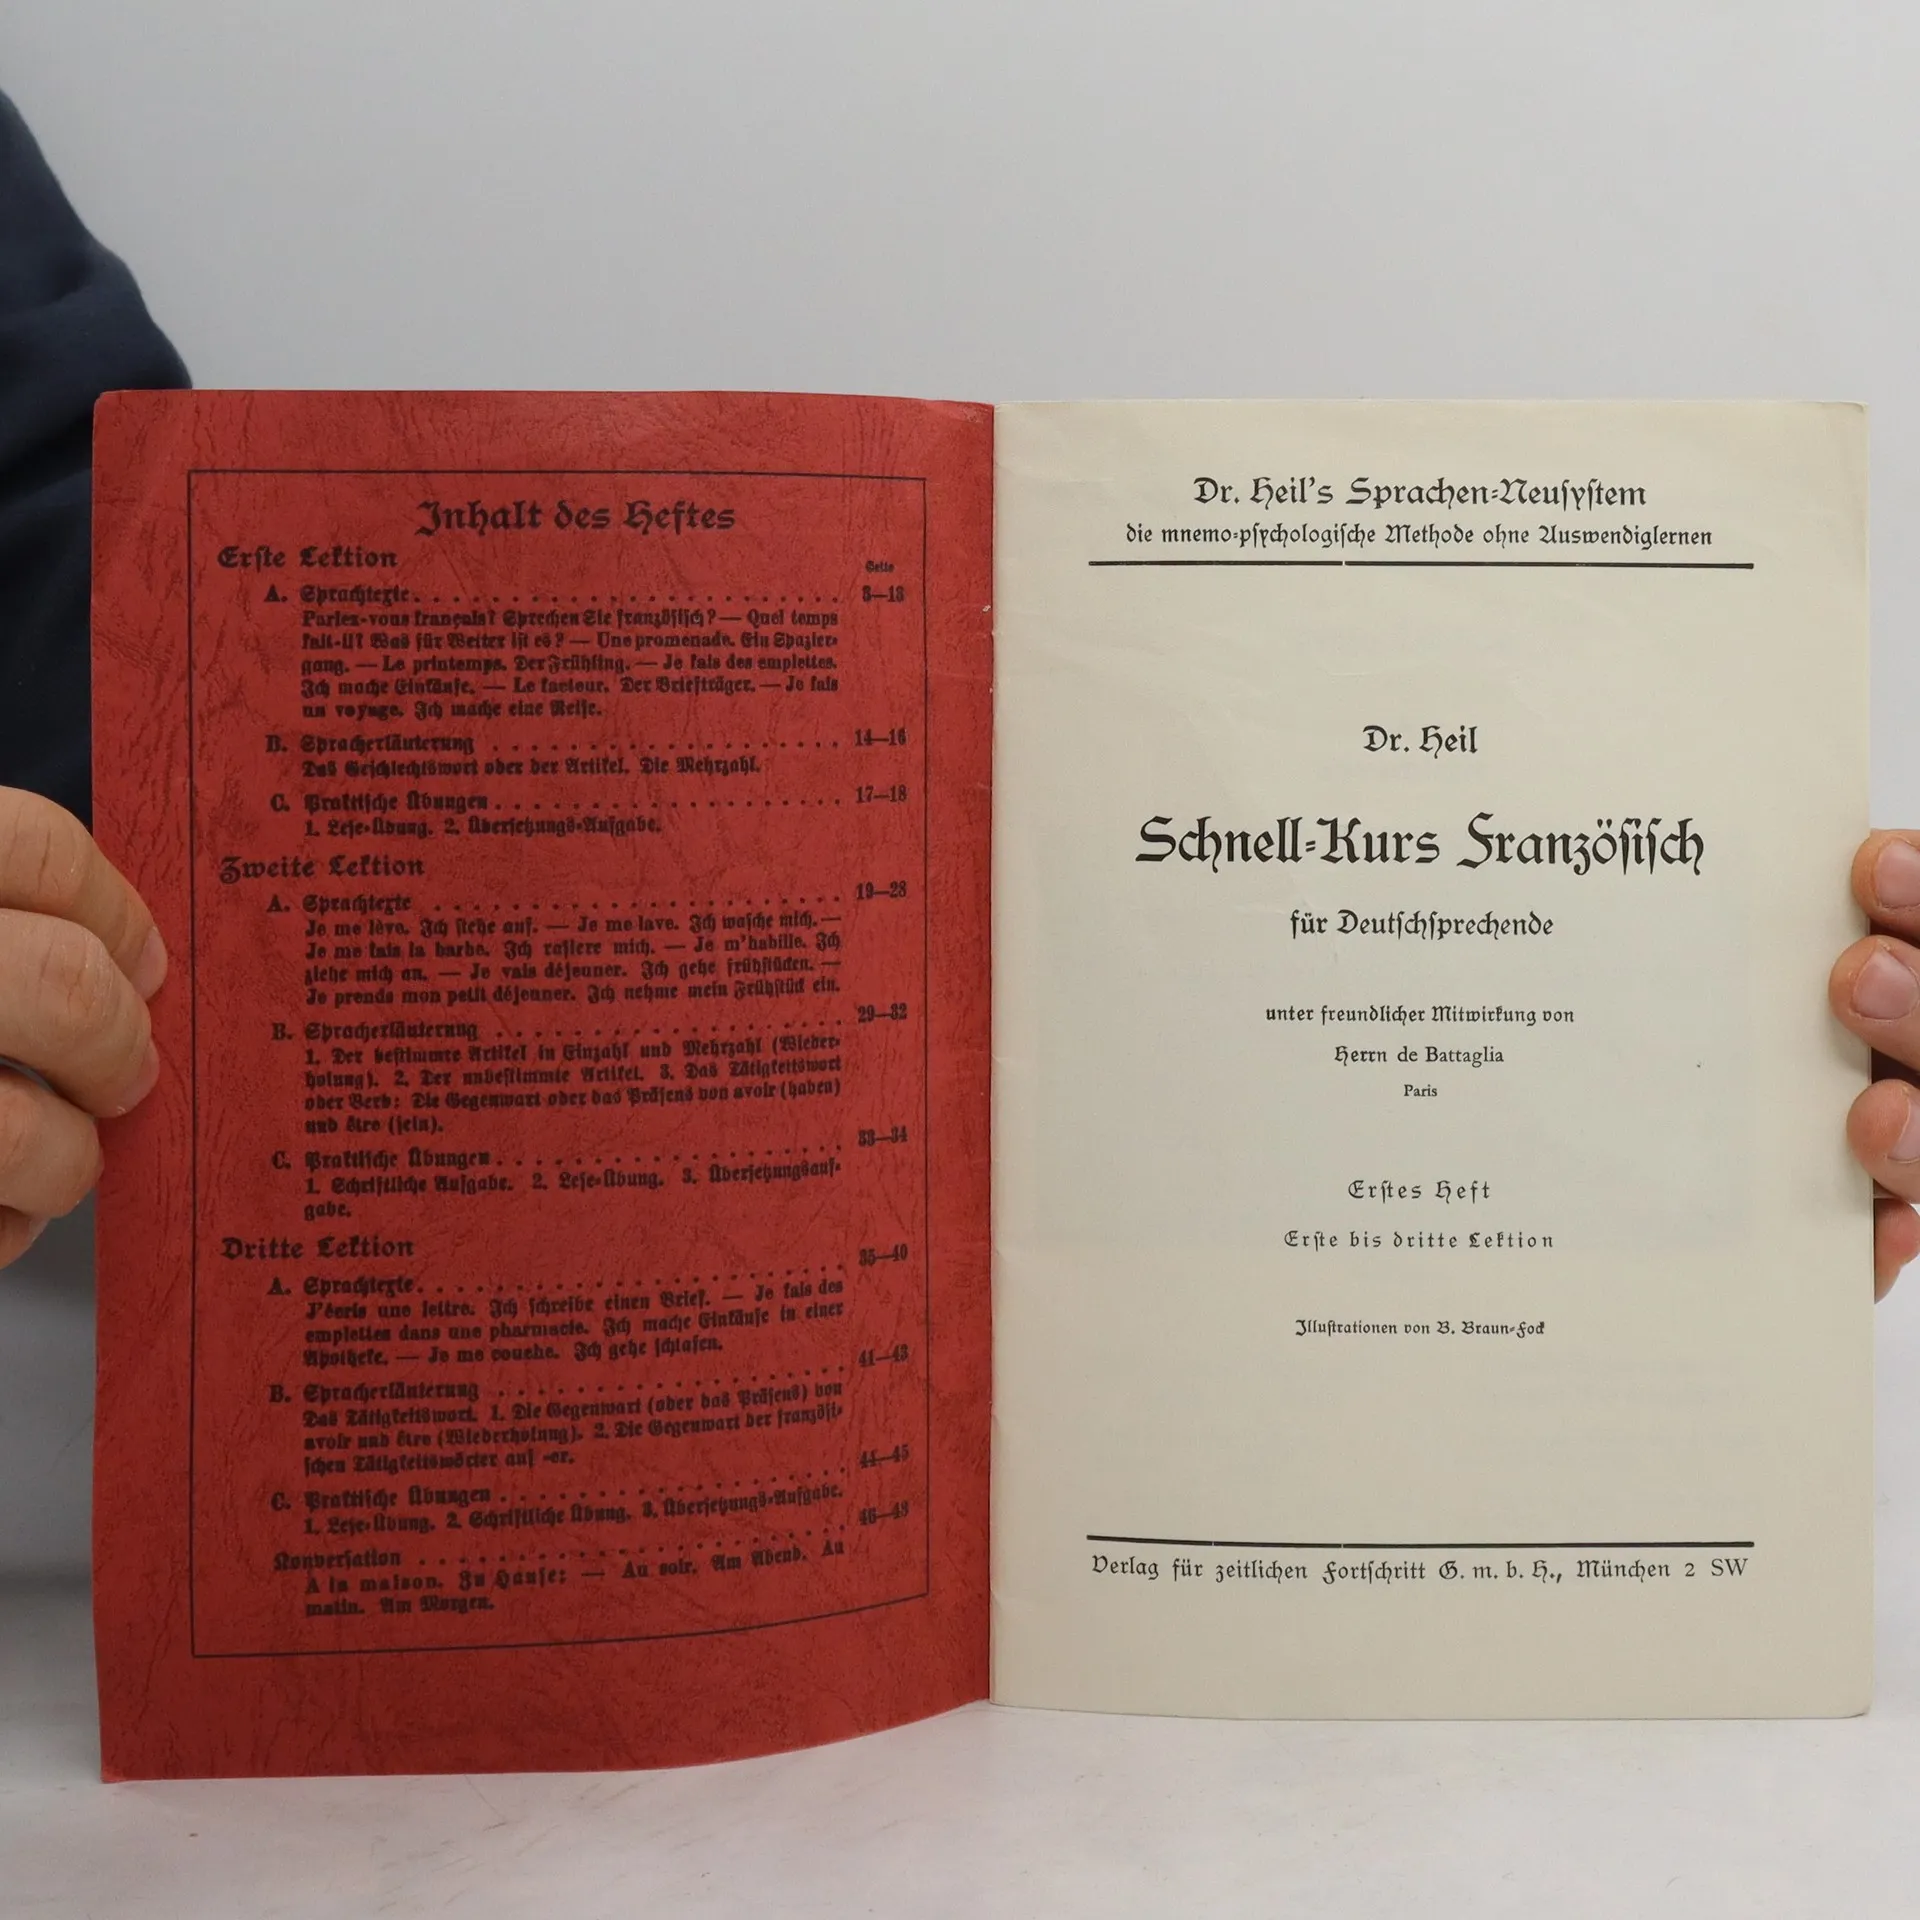 Inhalt des Heftes
Erste Lektion
Seite
A. Sprachtexte. . . . . . . . . . . . . . . . . . . . . . . . 3—13
Parlez-vous français? Sprechen Sie französisch? — Quel temps
fait-il? Was für Wetter ist es? — Une promenade. Ein Spazier-
gang. — Le printemps. Der Frühling. — Je fais des emplettes.
Ich mache Einkäufe. — Le facteur. Der Briefträger. — Je fais
un voyage. Ich mache eine Reise.
B. Spracherläuterung . . . . . . . . . . . . . . . . . . . 14—16
Das Geschlechtswort oder der Artikel. Die Mehrzahl.
C. Praktische Übungen. . . . . . . . . . . . . . . . . . . 17—18
1. Lese-Übung. 2. Übersetzungs-Aufgabe.
Zweite Lektion
A. Sprachtexte . . . . . . . . . . . . . . . . . . . . . . . 19—28
Je me lève. Ich stehe auf. — Je me lave. Ich wasche mich. —
Je me fais la barbe. Ich rasiere mich. — Je m'habille. Ich
ziehe mich an. — Je vais déjeuner. Ich gehe frühstücken. —
Je prends mon petit déjeuner. Ich nehme mein Frühstück ein.
B. Spracherläuterung . . . . . . . . . . . . . . . . . . . 29—32
1. Der bestimmte Artikel in Einzahl und Mehrzahl (Wieder-
holung). 2. Der unbestimmte Artikel. 3. Das Tätigkeitswort
oder Verb: Die Gegenwart oder das Präsens von avoir (haben)
und être (sein).
C. Praktische Übungen. . . . . . . . . . . . . . . . . . . 33—34
1. Schriftliche Aufgabe. 2. Lese-Übung. 3. Übersetzungsauf-
gabe.
Dritte Lektion
A. Sprachtexte. . . . . . . . . . . . . . . . . . . . . . . . 35—40
J'écris une lettre. Ich schreibe einen Brief. — Je fais des
emplettes dans une pharmacie. Ich mache Einkäufe in einer
Apotheke. — Je me couche. Ich gehe schlafen.
B. Spracherläuterung . . . . . . . . . . . . . . . . . . . 41—43
Das Tätigkeitswort. 1. Die Gegenwart (oder das Präsens) von
avoir und être (Wiederholung). 2. Die Gegenwart der französi-
schen Tätigkeitswörter auf -er.
C. Praktische Übungen . . . . . . . . . . . . . . . . . . . 44—45
1. Lese-Übung. 2. Schriftliche Übung. 3. Übersetzungs-Aufgabe.
Konversation . . . . . . . . . . . . . . . . . . . . . . . . 46—48
À la maison. Zu Hause: — Au soir. Am Abend. Au
matin. Am Morgen.
Dr. Heil's Sprachen-Neusystem
die mnemo-psychologische Methode ohne Auswendiglernen
Dr. Heil
Schnell-Kurs Französisch
für Deutschsprechende
unter freundlicher Mitwirkung von
Herrn de Battaglia
Paris
Erstes Heft
Erste bis dritte Lektion
Illustrationen von B. Braun-Fock
Verlag für zeitlichen Fortschritt G. m. b. H., München 2 SW